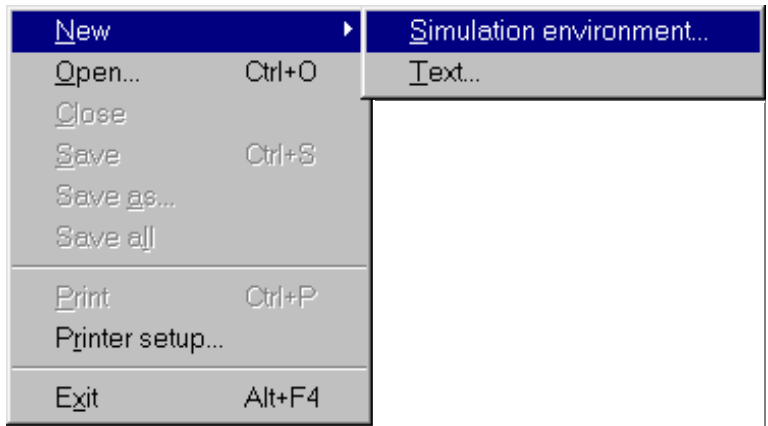 New
Open... Ctrl+O
Close
Save Ctrl+S
Save as...
Save all
Print Ctrl+P
Printer setup...
Exit Alt+F4
Simulation environment...
Text...